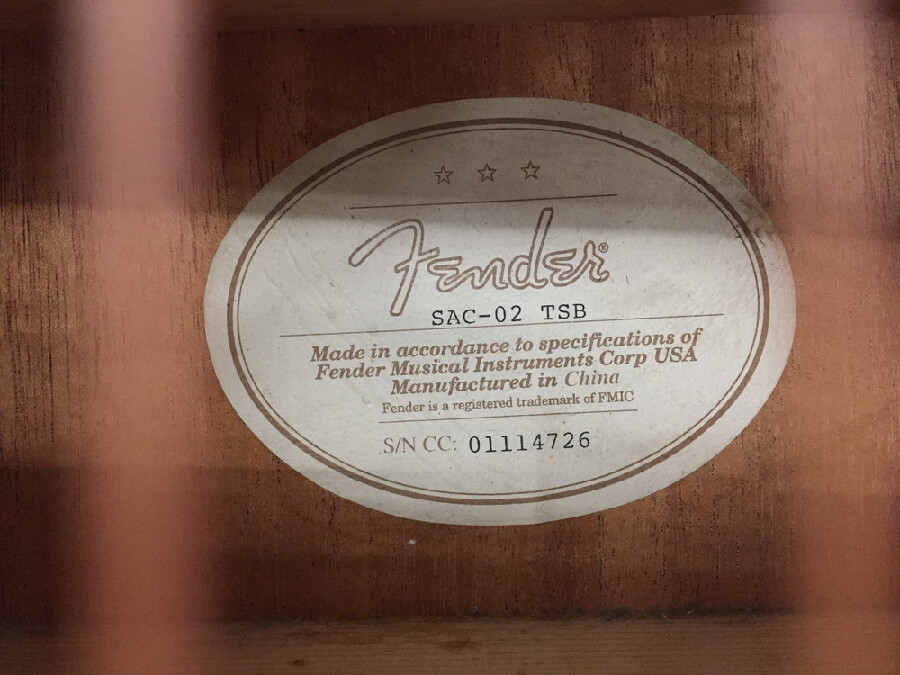 Fender®
SAC-02 TSB
Made in accordance to specifications of
Fender Musical Instruments Corp USA
Manufactured in China
Fender is a registered trademark of FMIC
S/N CC: 01114726